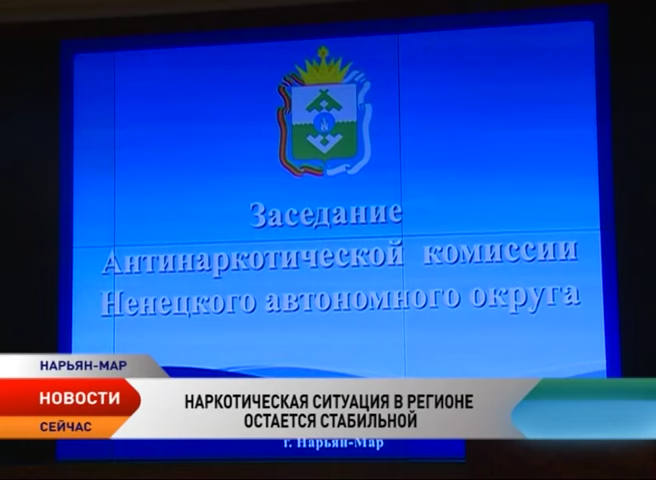 Заседание
Антинаркотической комиссии
Ненецкого автономного округа
НАРЬЯН-МАР
НОВОСТИ
СЕЙЧАС
НАРКОТИЧЕСКАЯ СИТУАЦИЯ В РЕГИОНЕ
ОСТАЕТСЯ СТАБИЛЬНОЙ
г. Нарьян-Мар